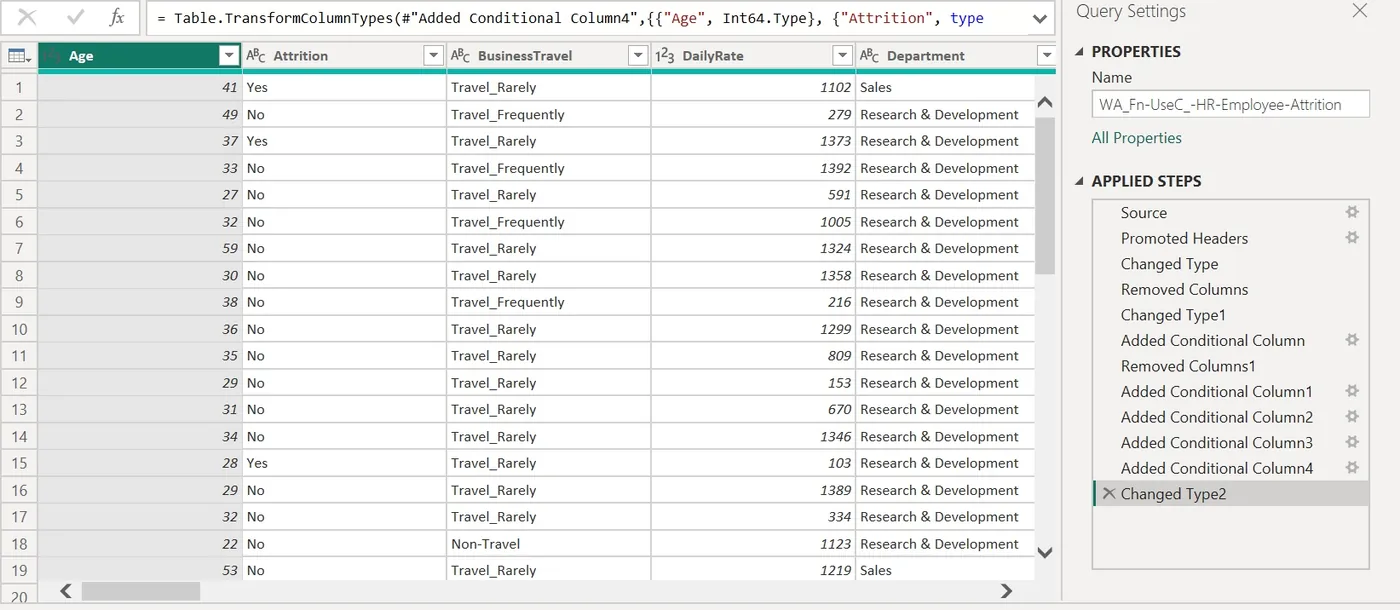 fx = Table.TransformColumnTypes(#"Added Conditional Column4",{{"Age", Int64.Type}, {"Attrition", type
Age ABC Attrition ABC BusinessTravel 123 DailyRate ABC Department
1 41 Yes Travel_Rarely 1102 Sales
2 49 No Travel_Frequently 279 Research & Development
3 37 Yes Travel_Rarely 1373 Research & Development
4 33 No Travel_Frequently 1392 Research & Development
5 27 No Travel_Rarely 591 Research & Development
6 32 No Travel_Frequently 1005 Research & Development
7 59 No Travel_Rarely 1324 Research & Development
8 30 No Travel_Rarely 1358 Research & Development
9 38 No Travel_Frequently 216 Research & Development
10 36 No Travel_Rarely 1299 Research & Development
11 35 No Travel_Rarely 809 Research & Development
12 29 No Travel_Rarely 153 Research & Development
13 31 No Travel_Rarely 670 Research & Development
14 34 No Travel_Rarely 1346 Research & Development
15 28 Yes Travel_Rarely 103 Research & Development
16 29 No Travel_Rarely 1389 Research & Development
17 32 No Travel_Rarely 334 Research & Development
18 22 No Non-Travel 1123 Research & Development
19 53 No Travel_Rarely 1219 Sales
20
Query Settings
PROPERTIES
Name
WA_Fn-UseC_-HR-Employee-Attrition
All Properties
APPLIED STEPS
Source
Promoted Headers
Changed Type
Removed Columns
Changed Type1
Added Conditional Column
Removed Columns1
Added Conditional Column1
Added Conditional Column2
Added Conditional Column3
Added Conditional Column4
Changed Type2